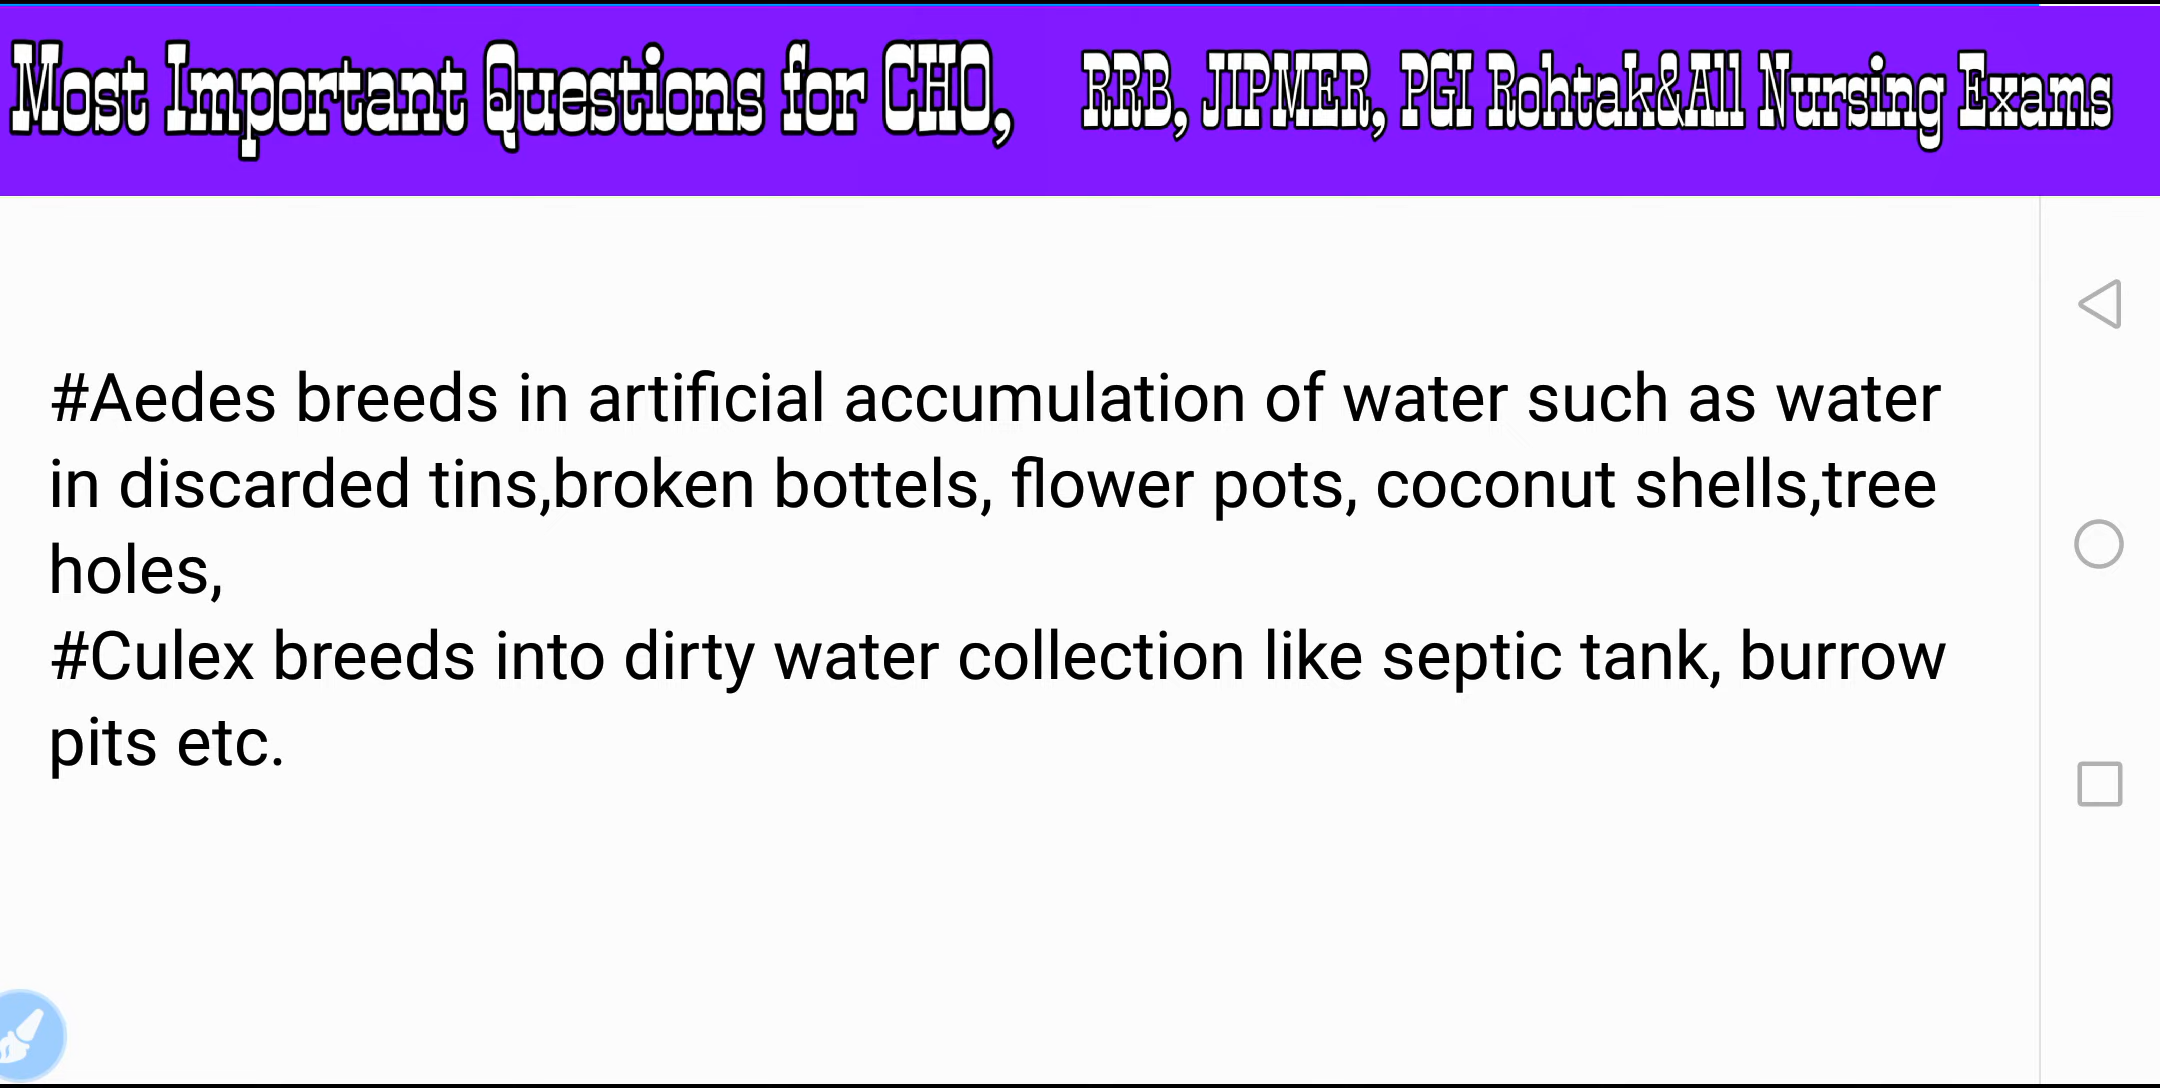 Most Important Questions for CHO, RRB, JIPMER, PGI Rohtak&All Nursing Exams
#Aedes breeds in artificial accumulation of water such as water
in discarded tins,broken bottels, flower pots, coconut shells,tree
holes,
#Culex breeds into dirty water collection like septic tank, burrow
pits etc.